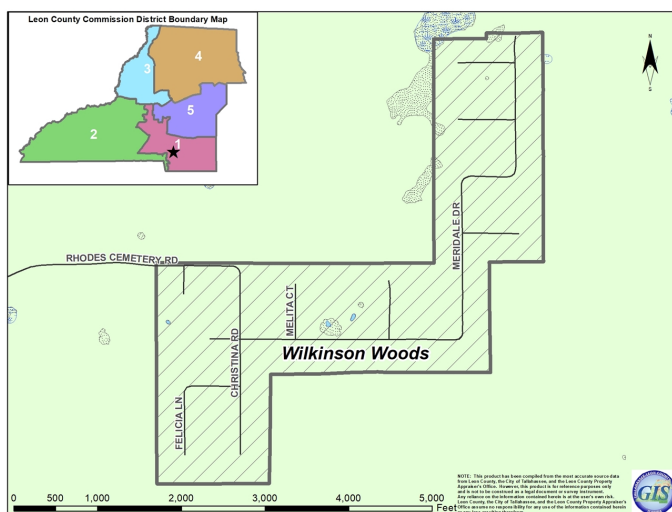 Leon County Commission District Boundary Map
3
4
5
2
1
N
S
RHODES CEMETERY RD
MERIDALE DR
MELITA CT
CHRISTINA RD
Wilkinson Woods
FELICIA LN
0 500 1,000 2,000 3,000 4,000 5,000
Feet
NOTE: This product has been compiled from the most accurate source data
from Leon County, the City of Tallahassee, and the Leon County Property
Appraiser's Office. However, this product is for reference purposes only
and is not to be construed as a legal document or survey instrument.
Any reliance on the information contained herein is at the user's own risk.
Leon County, the City of Tallahassee, and the Leon County Property Appraiser's
Office assume no responsibility for any use of the information contained herein
GIS